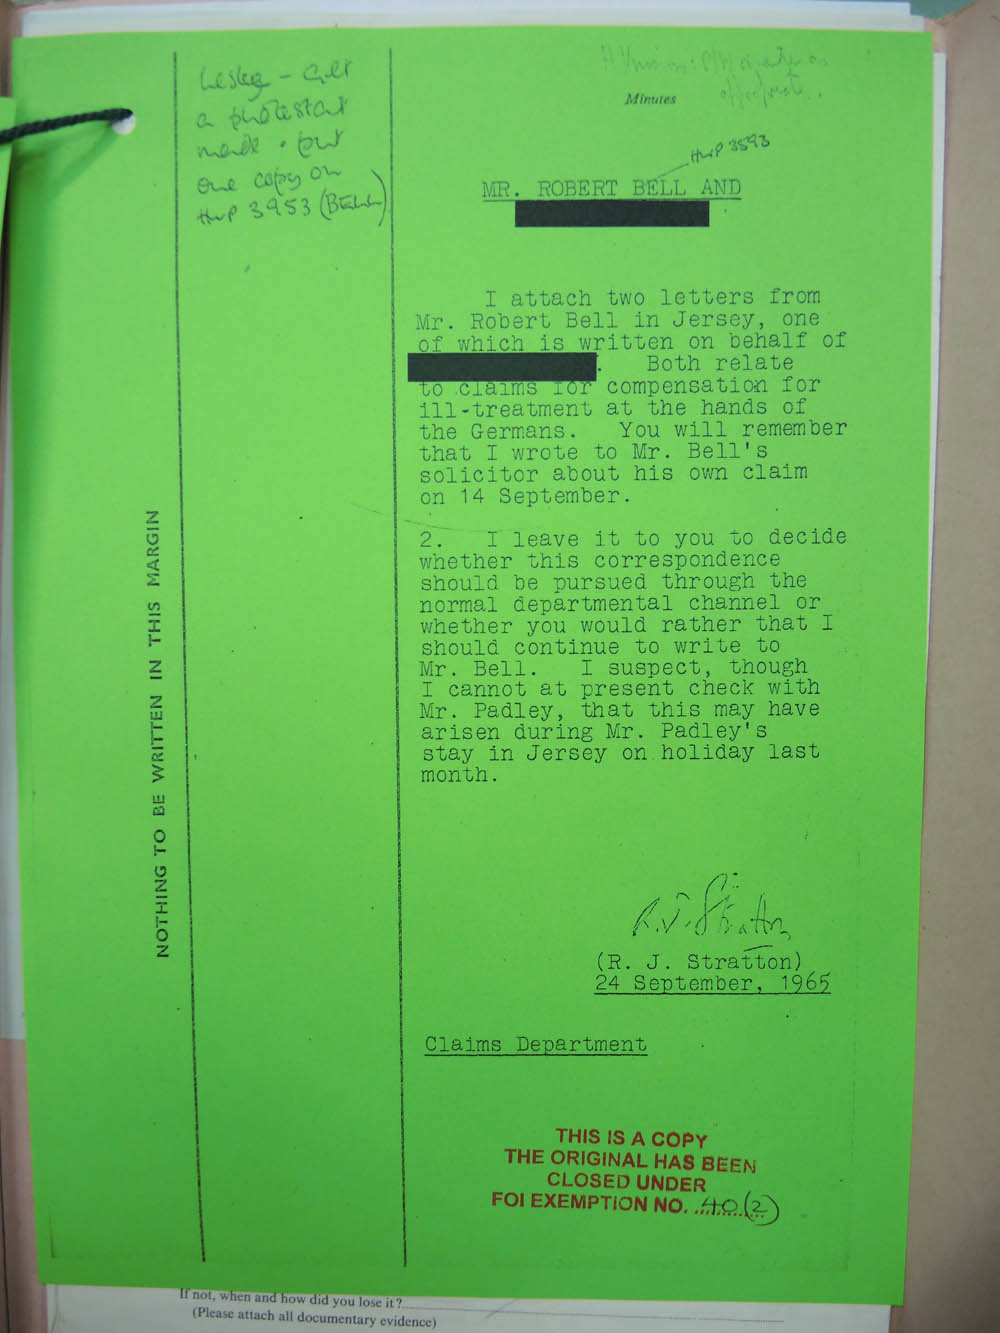 Minutes
Lesley - Get
a photostat
made & put
one copy on
HNP 3953
HNP 3593
MR. ROBERT BELL AND
I attach two letters from
Mr. Robert Bell in Jersey, one
of which is written on behalf of
. Both relate
to claims for compensation for
ill-treatment at the hands of
the Germans. You will remember
that I wrote to Mr. Bell's
solicitor about his own claim
on 14 September.
2. I leave it to you to decide
whether this correspondence
should be pursued through the
normal departmental channel or
whether you would rather that I
should continue to write to
Mr. Bell. I suspect, though
I cannot at present check with
Mr. Padley, that this may have
arisen during Mr. Padley's
stay in Jersey on holiday last
month.
R. J. Stratton
(R. J. Stratton)
24 September, 1965
Claims Department
NOTHING TO BE WRITTEN IN THIS MARGIN
THIS IS A COPY
THE ORIGINAL HAS BEEN
CLOSED UNDER
FOI EXEMPTION NO. 40(2)
If not, when and how did you lose it?
(Please attach all documentary evidence)